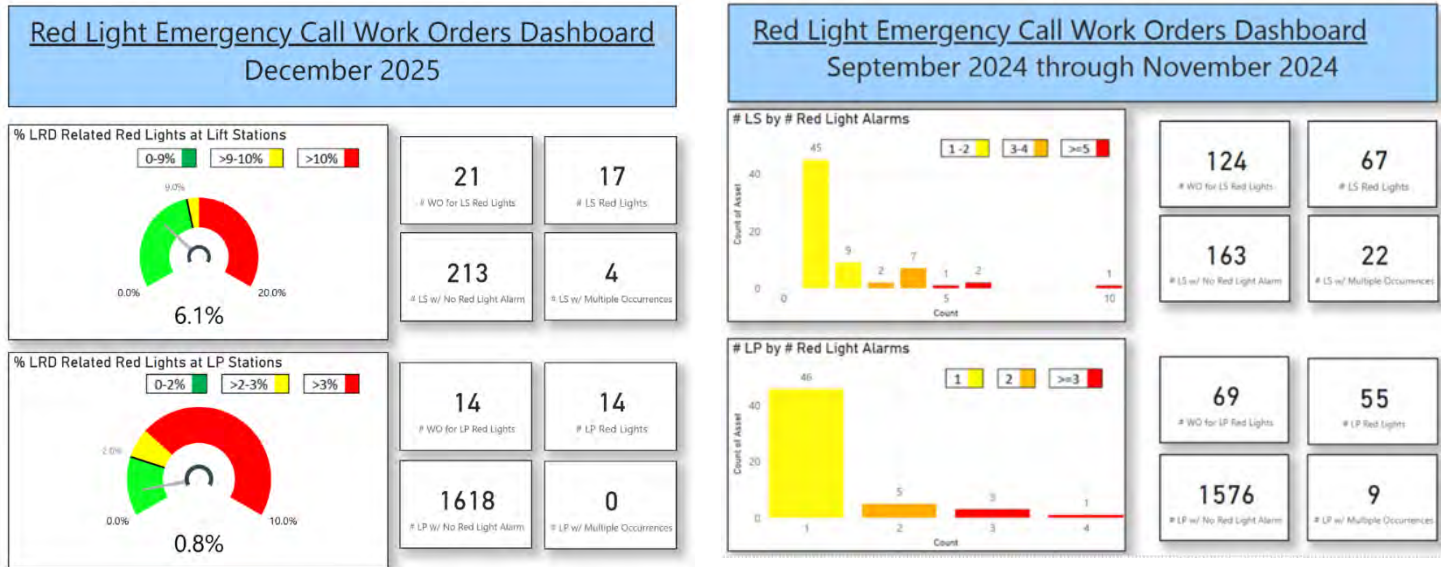 Red Light Emergency Call Work Orders Dashboard
December 2025
% LRD Related Red Lights at Lift Stations
0-9%
>9-10%
>10%
9.0%
0.0%
20.0%
6.1%
21
# WO for LS Red Lights
17
# LS Red Lights
213
# LS w/ No Red Light Alarm
4
# LS w/ Multiple Occurrences
% LRD Related Red Lights at LP Stations
0-2%
>2-3%
>3%
2.0%
0.0%
10.0%
0.8%
14
# WO for LP Red Lights
14
# LP Red Lights
1618
# LP w/ No Red Light Alarm
0
# LP w/ Multiple Occurrences
Red Light Emergency Call Work Orders Dashboard
September 2024 through November 2024
# LS by # Red Light Alarms
1-2
3-4
>=5
45
40
20
0
9
2
7
1
2
1
0
5
10
Count of Asset
Count
124
# WO for LS Red Lights
67
# LS Red Lights
163
# LS w/ No Red Light Alarm
22
# LS w/ Multiple Occurrences
# LP by # Red Light Alarms
1
2
>=3
46
40
20
0
5
3
1
1
2
3
4
Count of Asset
Count
69
# WO for LP Red Lights
55
# LP Red Lights
1576
# LP w/ No Red Light Alarm
9
# LP w/ Multiple Occurrences